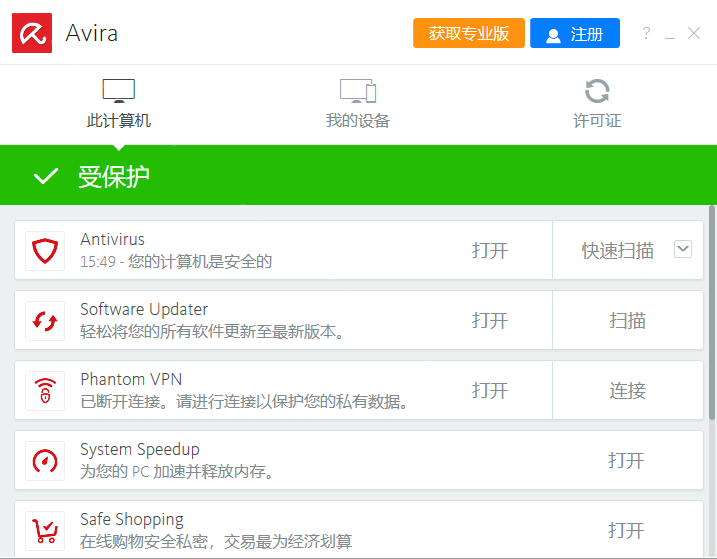 Avira
获取专业版
注册
?
此计算机
我的设备
许可证
受保护
Antivirus
15:49 - 您的计算机是安全的
打开
快速扫描
Software Updater
轻松将您的所有软件更新至最新版本。
打开
扫描
Phantom VPN
已断开连接。请进行连接以保护您的私有数据。
打开
连接
System Speedup
为您的 PC 加速并释放内存。
打开
Safe Shopping
在线购物安全私密，交易最为经济划算
打开